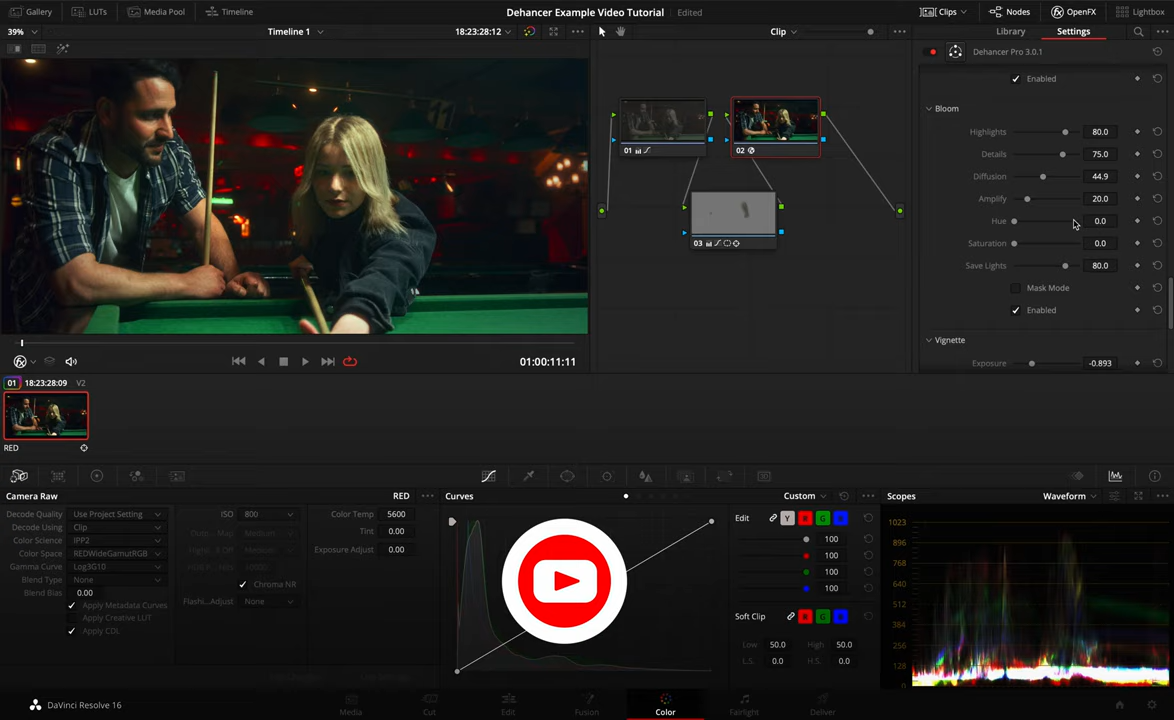 Gallery LUTs Media Pool Timeline Dehancer Example Video Tutorial Edited Clips Nodes OpenFX Lightbox
39% Timeline 1 18:23:28:12 Clip Library Settings
Dehancer Pro 3.0.1
Enabled
Bloom
Highlights 80.0
Details 75.0
Diffusion 44.9
Amplify 20.0
Hue 0.0
Saturation 0.0
Save Lights 80.0
Mask Mode
Enabled
Vignette
Exposure -0.893
01
02
03
01:00:11:11
01 18:23:28:09 V2
RED
Camera Raw RED
Decode Quality Use Project Setting
Decode Using Clip
Color Science IPP2
Color Space REDWideGamutRGB
Gamma Curve Log3G10
Blend Type None
Blend Bias 0.00
Apply Metadata Curves
Apply Creative LUT
Apply CDL
ISO 800
Chroma NR
Flashi...Adjust None
Color Temp 5600
Tint 0.00
Exposure Adjust 0.00
Curves Custom
Edit Y R G B
100
100
100
100
Soft Clip R G B
Low 50.0 High 50.0
L.S. 0.0 H.S. 0.0
Scopes Waveform
1023
896
768
640
512
384
256
128
0
DaVinci Resolve 16
Media Cut Edit Fusion Color Fairlight Deliver